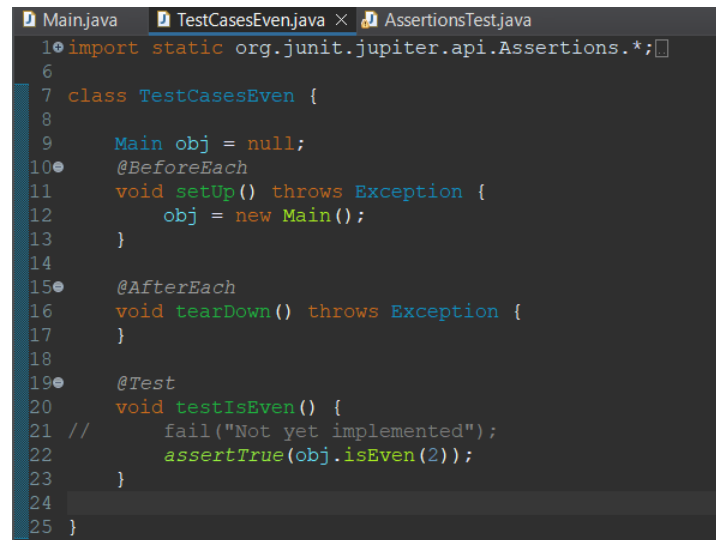 Main.java TestCasesEven.java AssertionsTest.java
1 import static org.junit.jupiter.api.Assertions.*;
6
7 class TestCasesEven {
8
9     Main obj = null;
10     @BeforeEach
11     void setUp() throws Exception {
12         obj = new Main();
13     }
14
15     @AfterEach
16     void tearDown() throws Exception {
17     }
18
19     @Test
20     void testIsEven() {
21 //      fail("Not yet implemented");
22         assertTrue(obj.isEven(2));
23     }
24
25 }